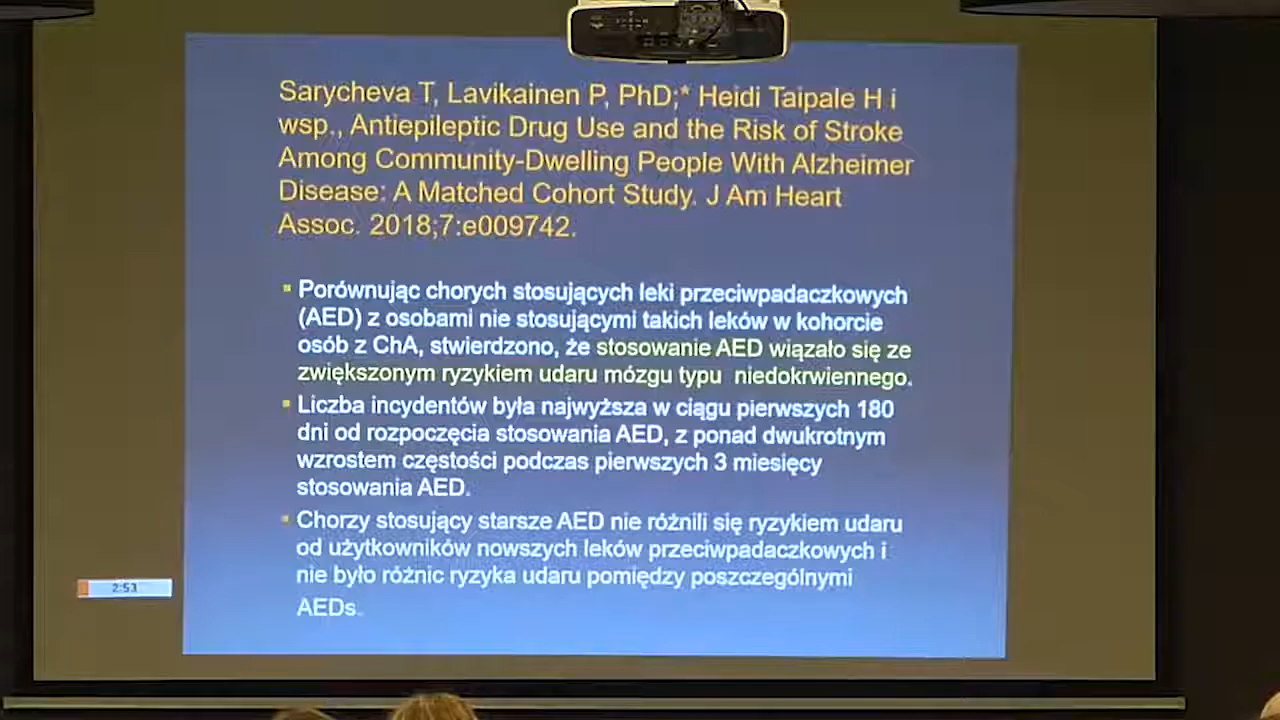 Sarycheva T, Lavikainen P, PhD;* Heidi Taipale H i
wsp., Antiepileptic Drug Use and the Risk of Stroke
Among Community-Dwelling People With Alzheimer
Disease: A Matched Cohort Study. J Am Heart
Assoc. 2018;7:e009742.
▪ Porównując chorych stosujących leki przeciwpadaczkowych
(AED) z osobami nie stosującymi takich leków w kohorcie
osób z ChA, stwierdzono, że stosowanie AED wiązało się ze
zwiększonym ryzykiem udaru mózgu typu niedokrwiennego.
▪ Liczba incydentów była najwyższa w ciągu pierwszych 180
dni od rozpoczęcia stosowania AED, z ponad dwukrotnym
wzrostem częstości podczas pierwszych 3 miesięcy
stosowania AED.
▪ Chorzy stosujący starsze AED nie różnili się ryzykiem udaru
od użytkowników nowszych leków przeciwpadaczkowych i
nie było różnic ryzyka udaru pomiędzy poszczególnymi
AEDs.
2:53